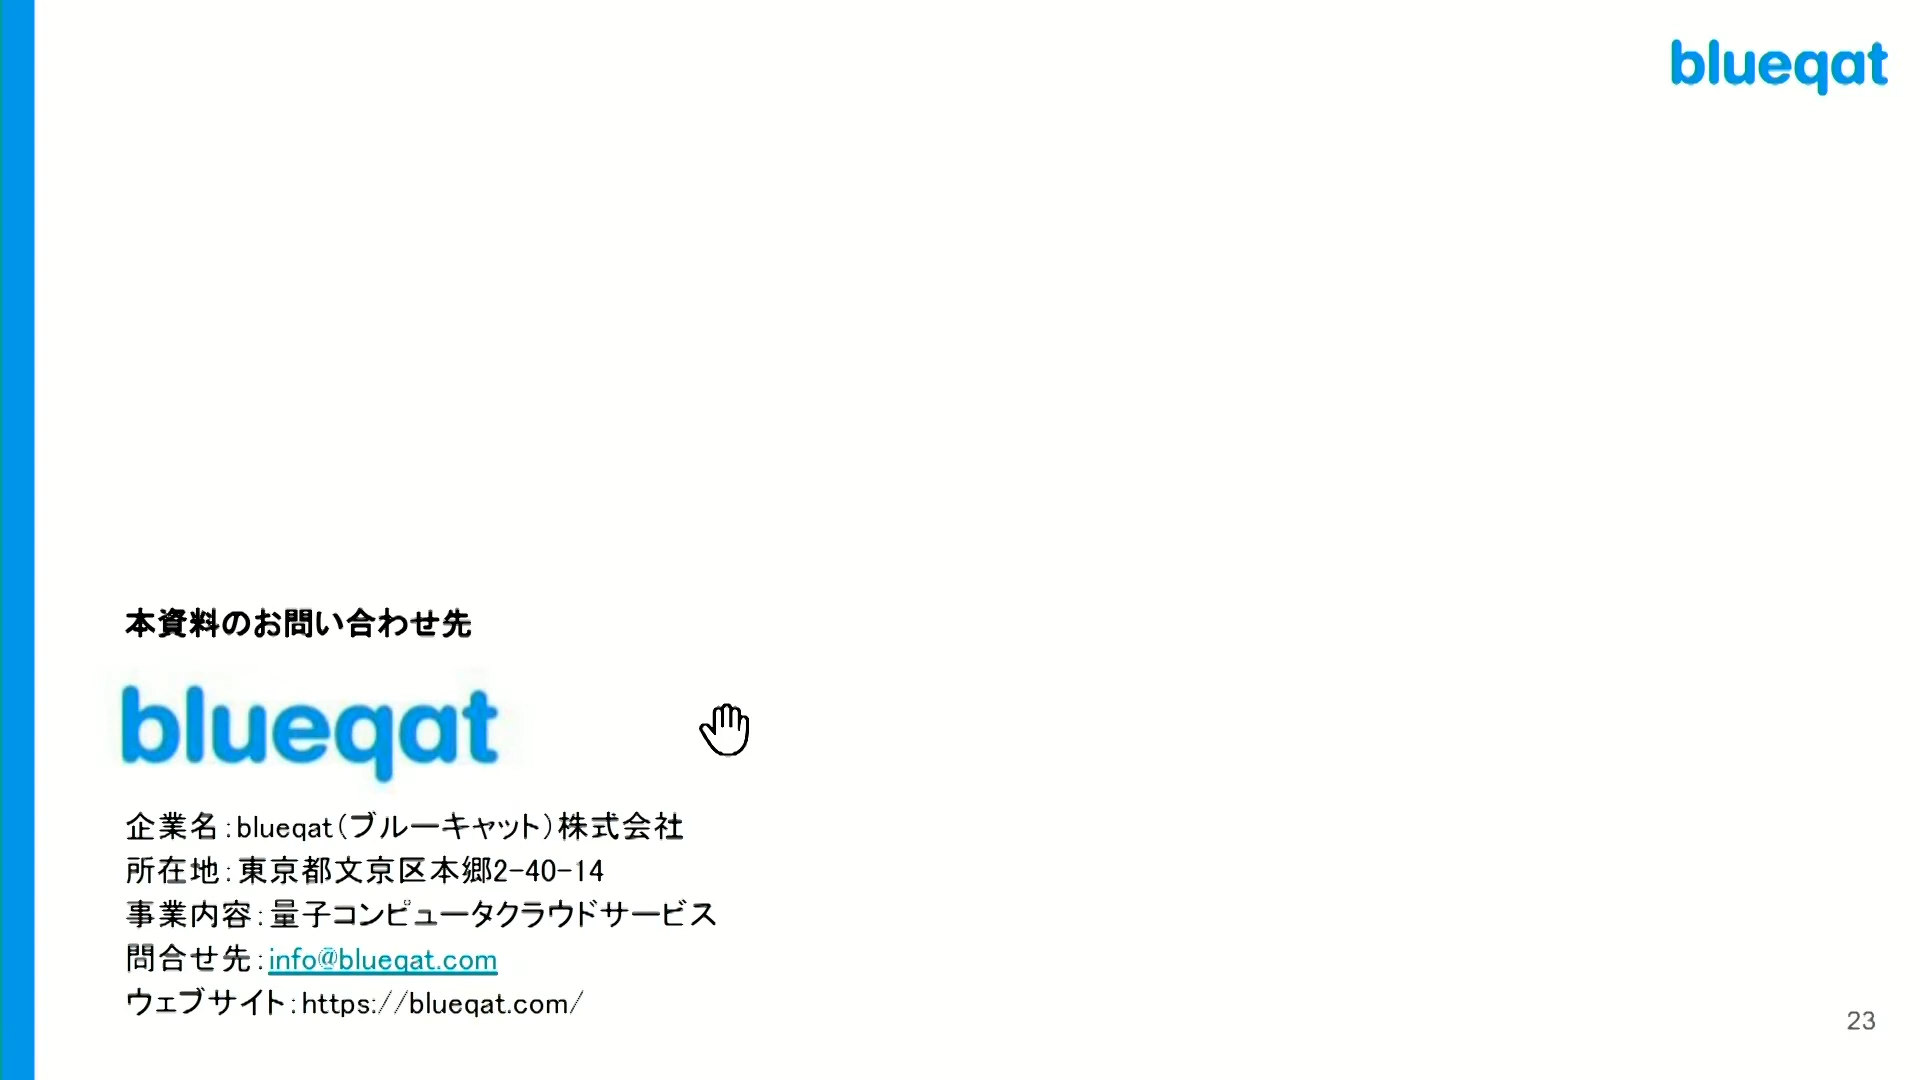 blueqat
本資料のお問い合わせ先
blueqat
企業名：blueqat（ブルーキャット）株式会社
所在地：東京都文京区本郷2-40-14
事業内容：量子コンピュータクラウドサービス
問合せ先：info@blueqat.com
ウェブサイト：https://blueqat.com/
23